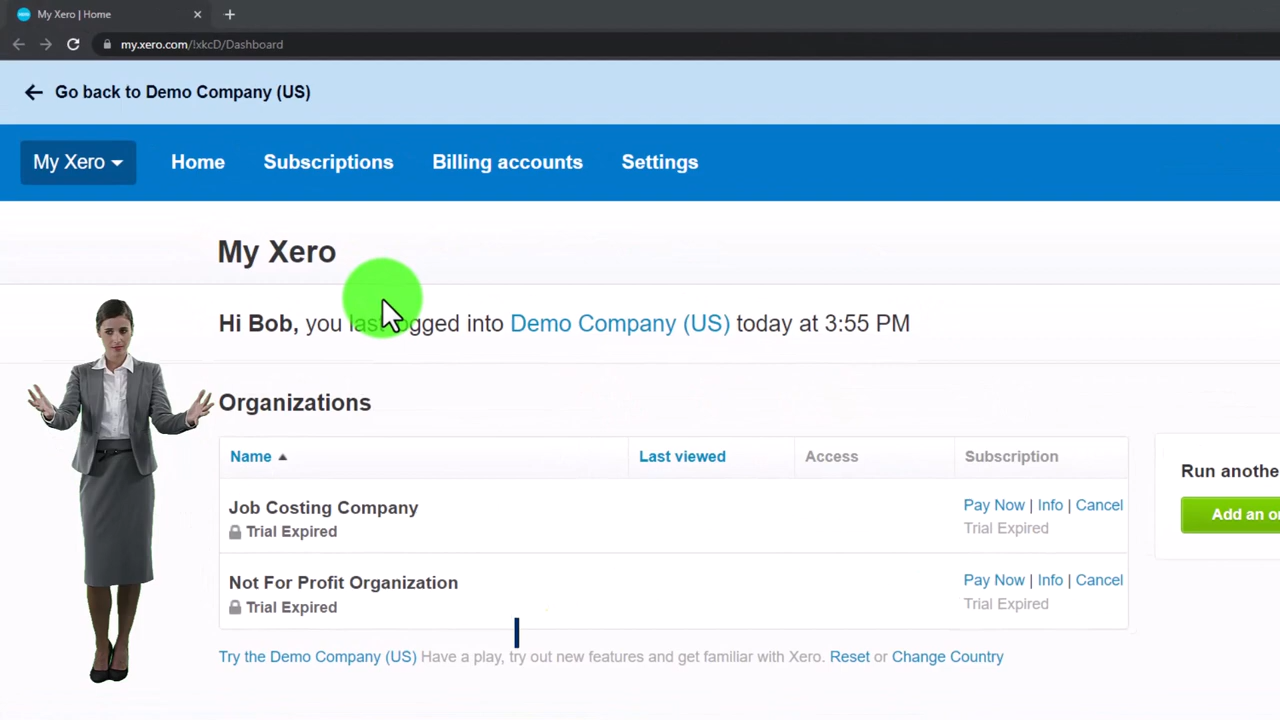 My Xero | Home
my.xero.com/!xkcD/Dashboard
Go back to Demo Company (US)
My Xero Home Subscriptions Billing accounts Settings
My Xero
Hi Bob, you last logged into Demo Company (US) today at 3:55 PM
Organizations
Name Last viewed Access Subscription
Job Costing Company Pay Now | Info | Cancel
Trial Expired Trial Expired
Not For Profit Organization Pay Now | Info | Cancel
Trial Expired Trial Expired
Try the Demo Company (US) Have a play, try out new features and get familiar with Xero. Reset or Change Country
Run anothe
Add an o